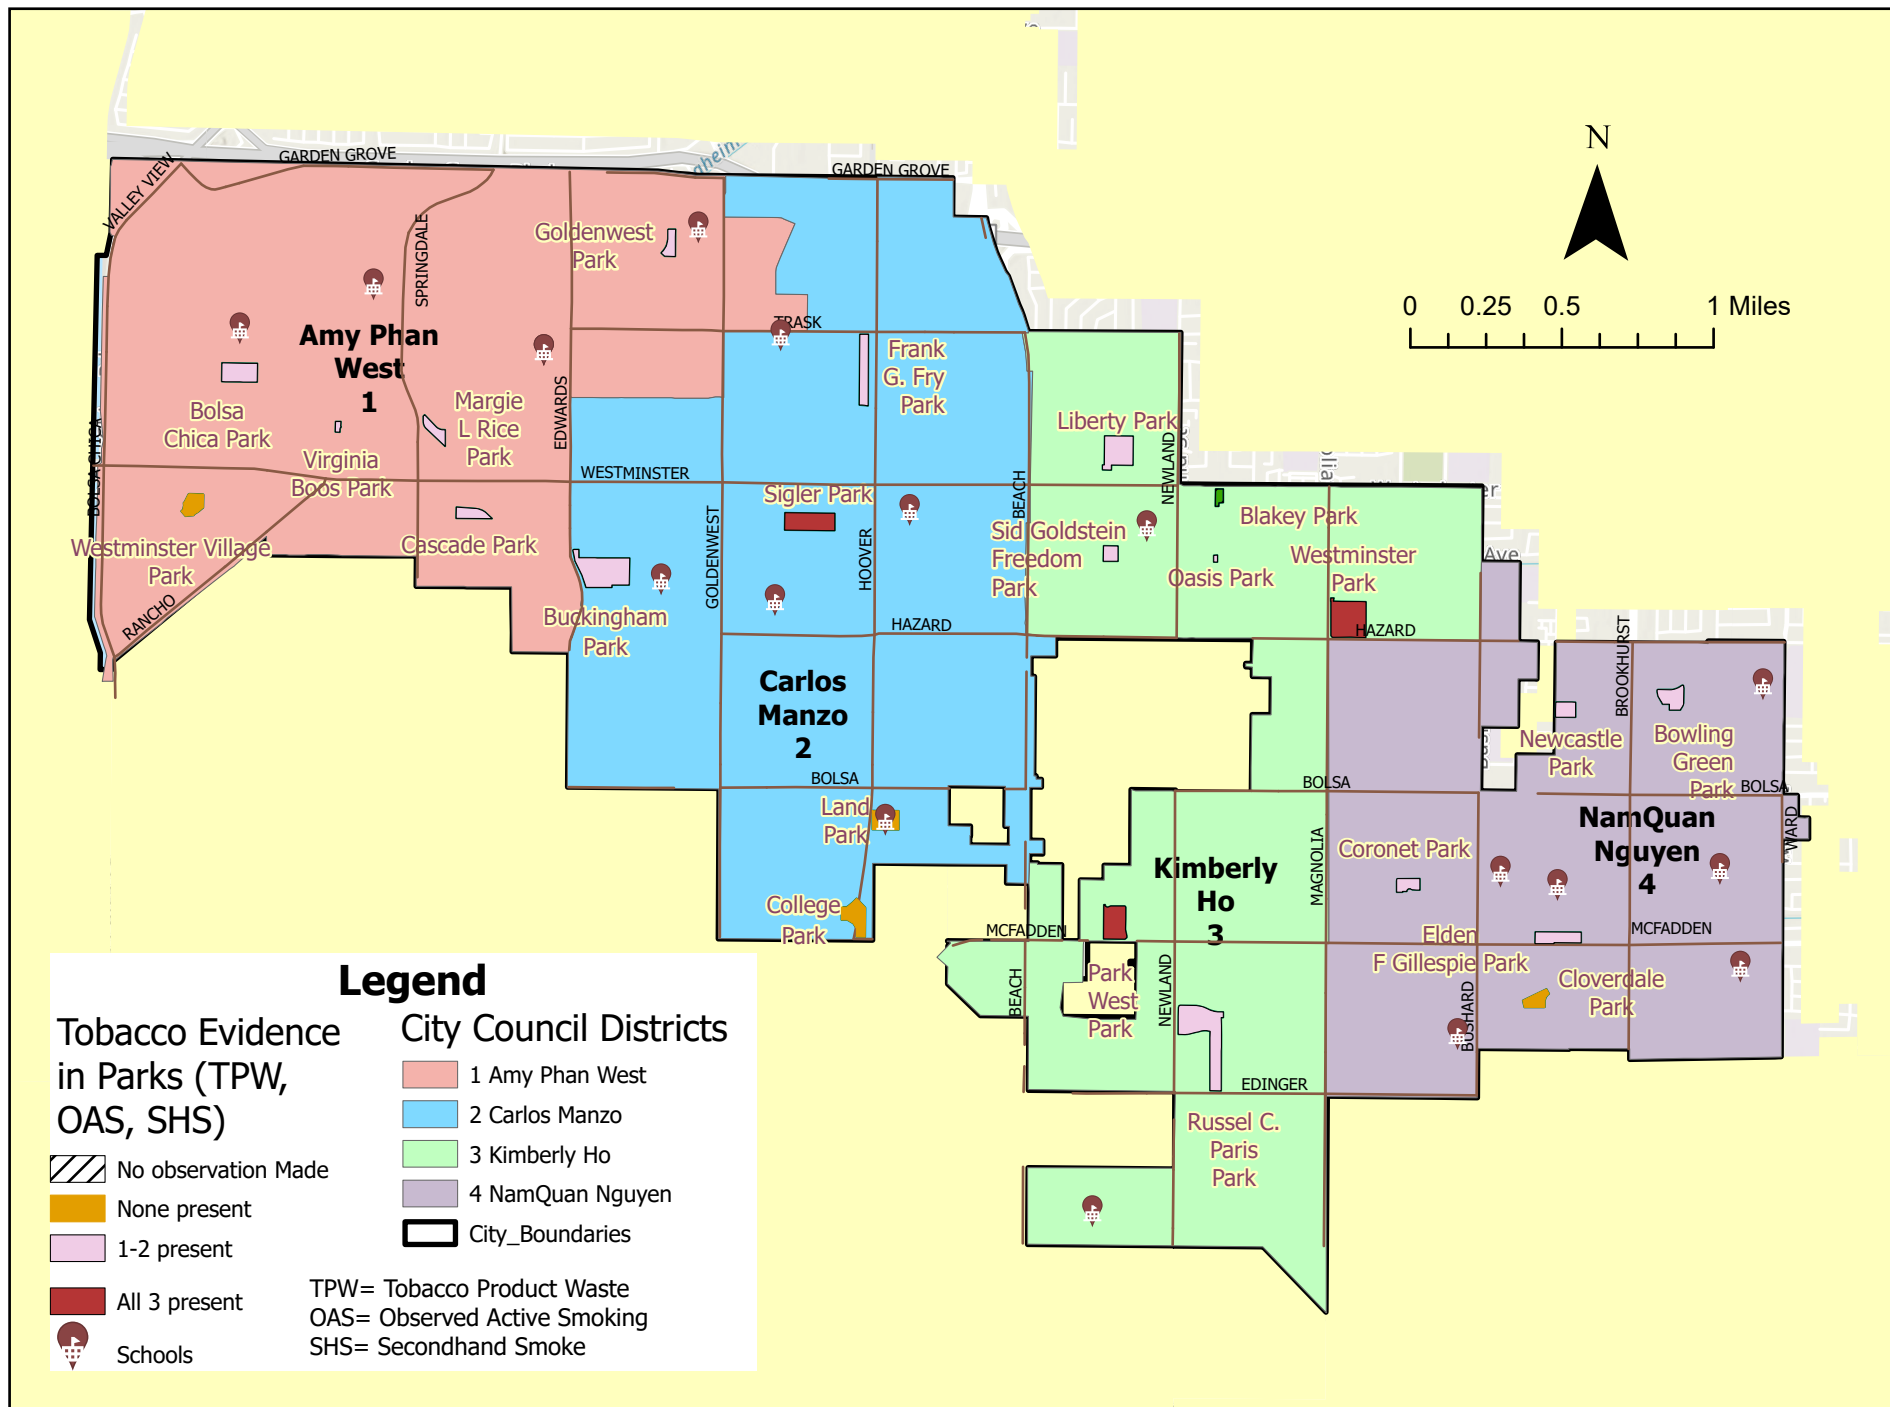 GARDEN GROVE
GARDEN GROVE
VALLEY VIEW
SPRINGDALE
Goldenwest
Park
N
0 0.25 0.5 1 Miles
TRASK
Amy Phan
West
1
Frank
G. Fry
Park
EDWARDS
Margie
L Rice
Park
Bolsa
Chica Park
Virginia
Boos Park
BOLSA CHICA
WESTMINSTER
Liberty Park
NEWLAND
BEACH
Sigler Park
GOLDENWEST
HOOVER
Sid Goldstein
Freedom
Park
Blakey Park
Oasis Park
Westminster
Park
Ave
Westminster Village
Park
Cascade Park
RANCHO
Buckingham
Park
HAZARD
HAZARD
BROOKHURST
Carlos
Manzo
2
Newcastle
Park
Bowling
Green
Park
BOLSA
BOLSA
BOLSA
WARD
Land
Park
MAGNOLIA
Coronet Park
NamQuan
Nguyen
4
Kimberly
Ho
3
College
Park
MCFADDEN
MCFADDEN
Elden
F Gillespie Park
Cloverdale
Park
BEACH
Park
West
Park
NEWLAND
BUSHARD
EDINGER
Russel C.
Paris
Park
Legend
Tobacco Evidence
in Parks (TPW,
OAS, SHS)
No observation Made
None present
1-2 present
All 3 present
Schools
City Council Districts
1 Amy Phan West
2 Carlos Manzo
3 Kimberly Ho
4 NamQuan Nguyen
City_Boundaries
TPW= Tobacco Product Waste
OAS= Observed Active Smoking
SHS= Secondhand Smoke